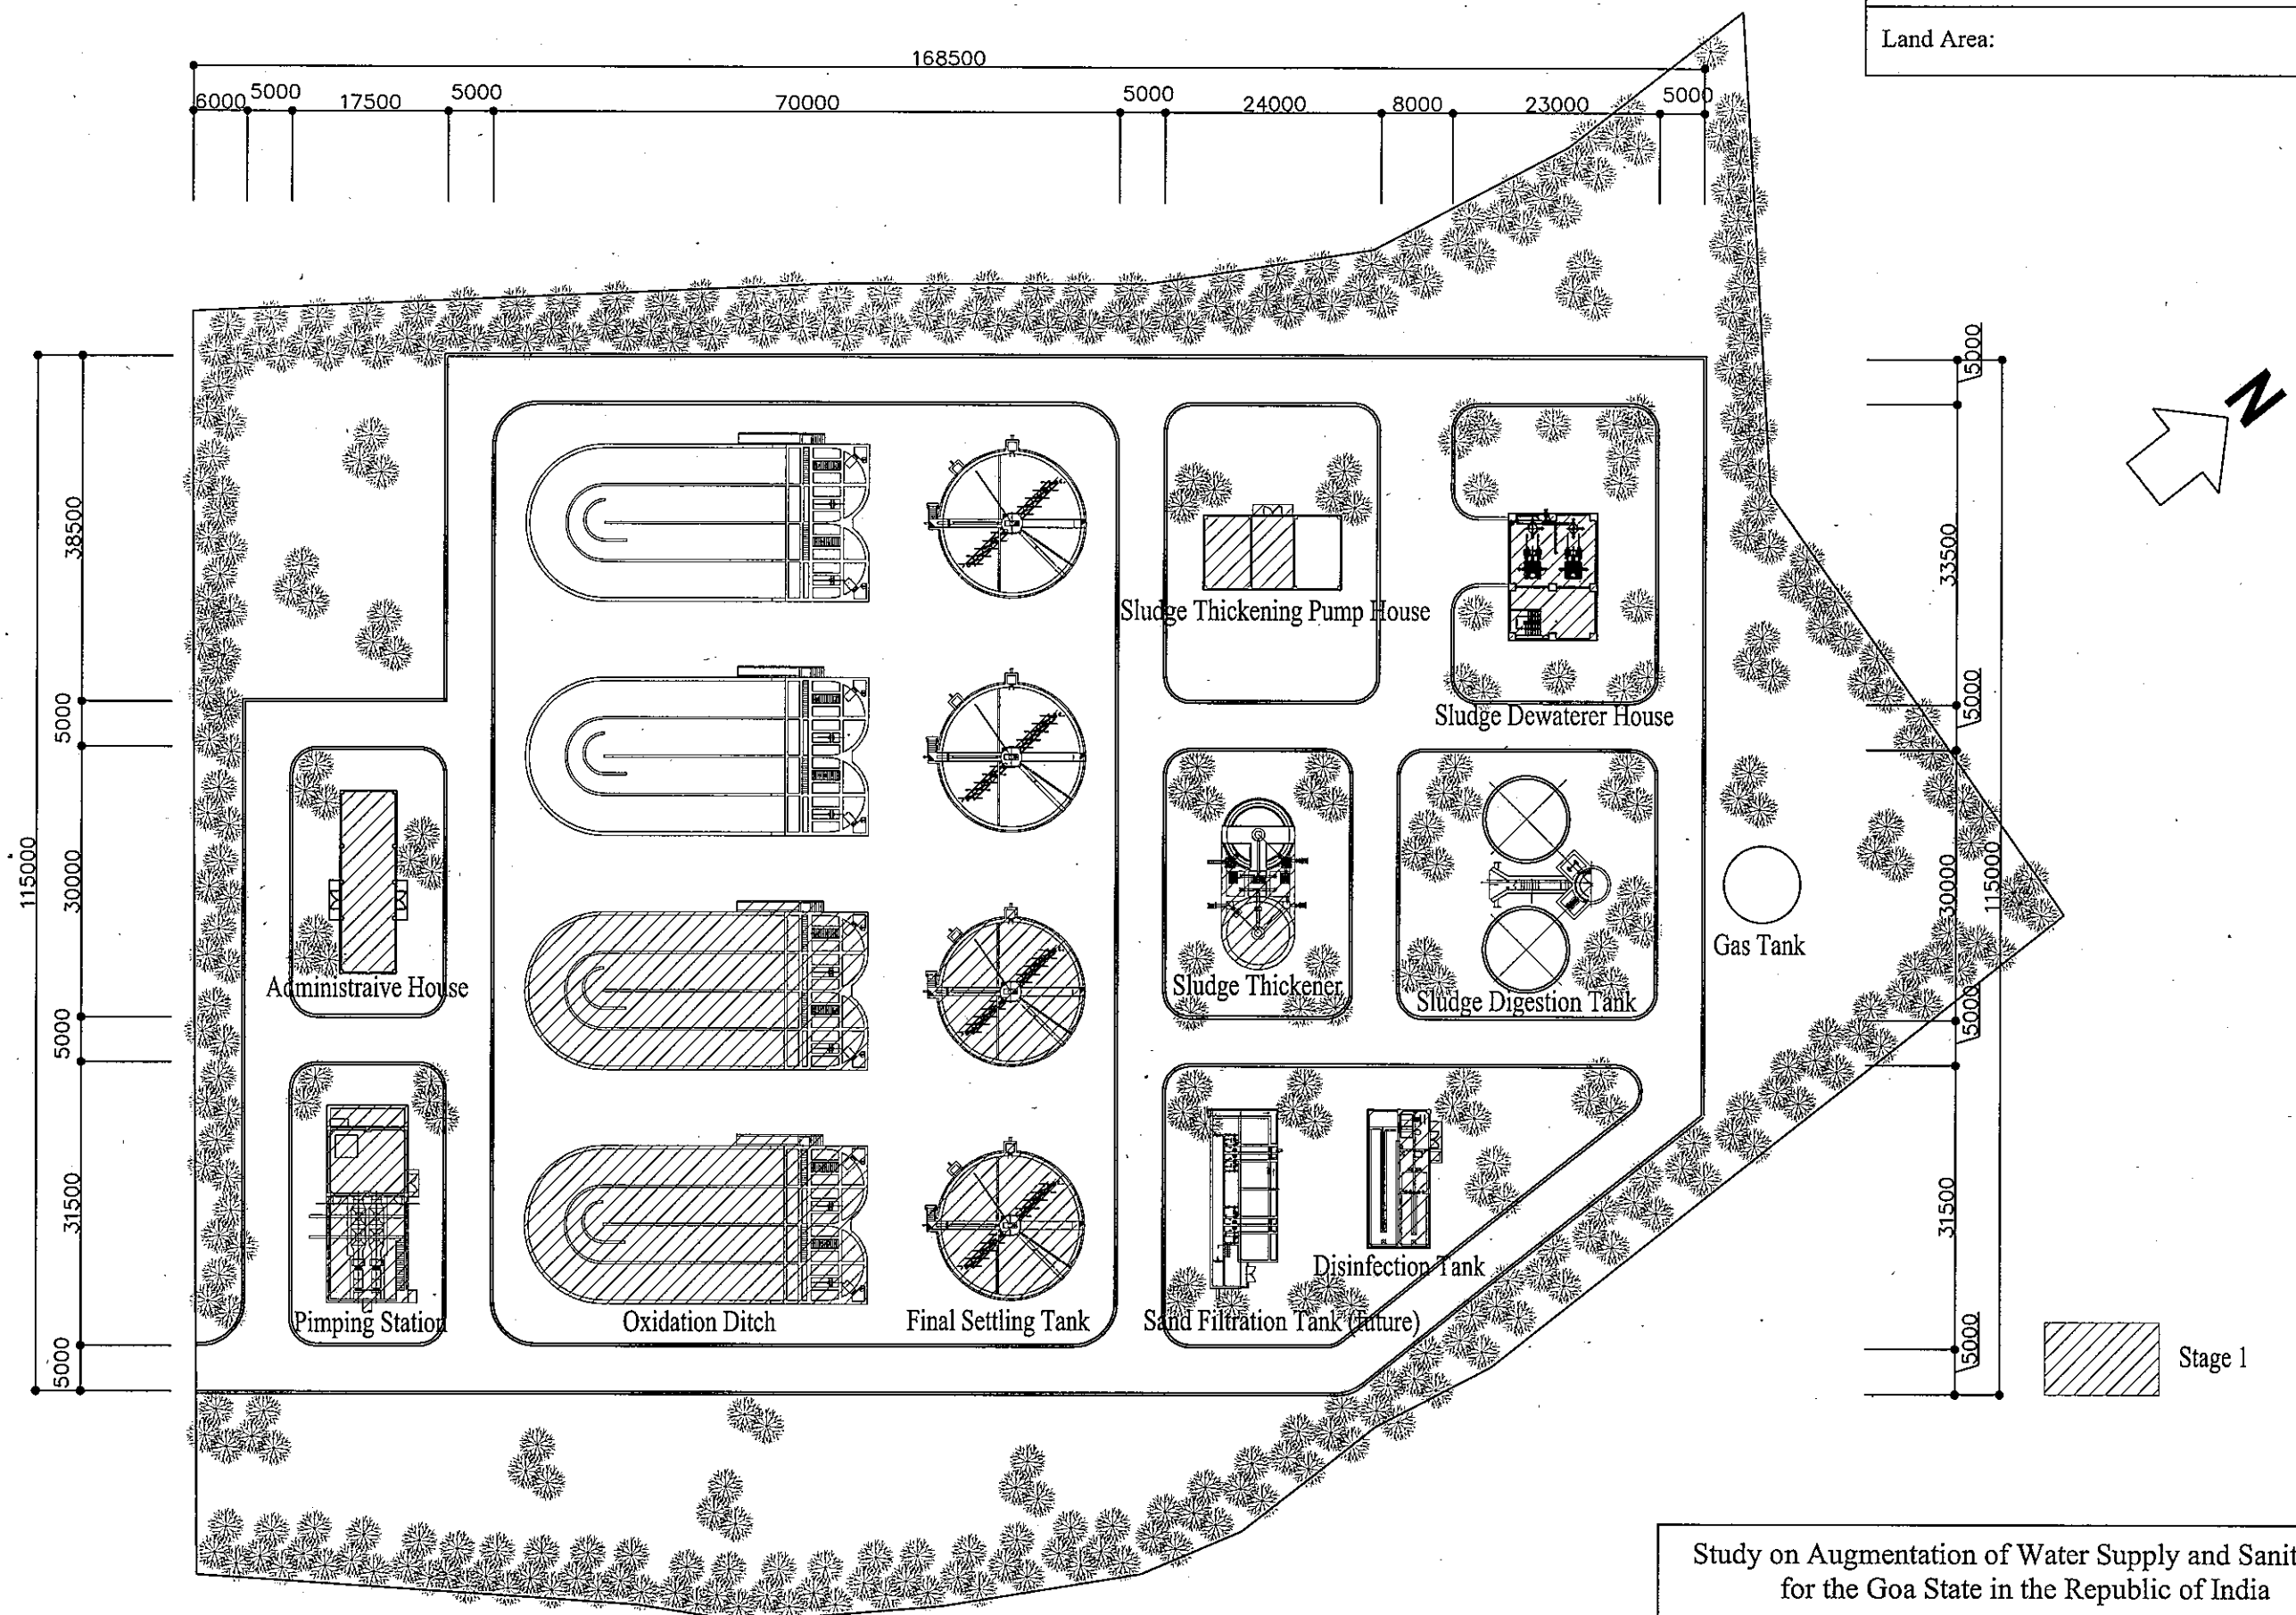 Land Area:
168500
6000
5000
17500
5000
70000
5000
24000
8000
23000
5000
N
115000
38500
5000
30000
5000
31500
5000
5000
33500
5000
30000
115000
5000
31500
5000
Sludge Thickening Pump House
Sludge Dewaterer House
Administraive House
Sludge Thickener
Sludge Digestion Tank
Gas Tank
Pimping Station
Oxidation Ditch
Final Settling Tank
Sand Filtration Tank (future)
Disinfection Tank
Stage 1
Study on Augmentation of Water Supply and Sanit
for the Goa State in the Republic of India